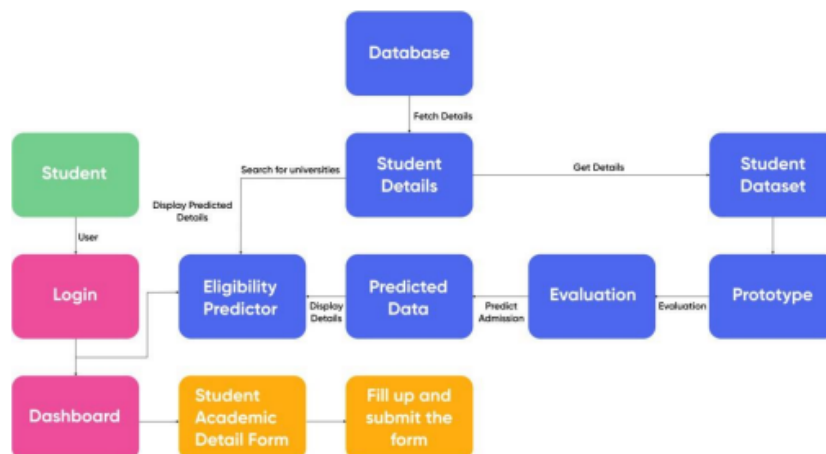 Database
Fetch Details
Student
Student
Details
Student
Dataset
Search for universities
Get Details
Display Predicted
Details
User
Login
Eligibility
Predictor
Display
Details
Predicted
Data
Predict
Admission
Evaluation
Evaluation
Prototype
Dashboard
Student
Academic
Detail Form
Fill up and
submit the
form